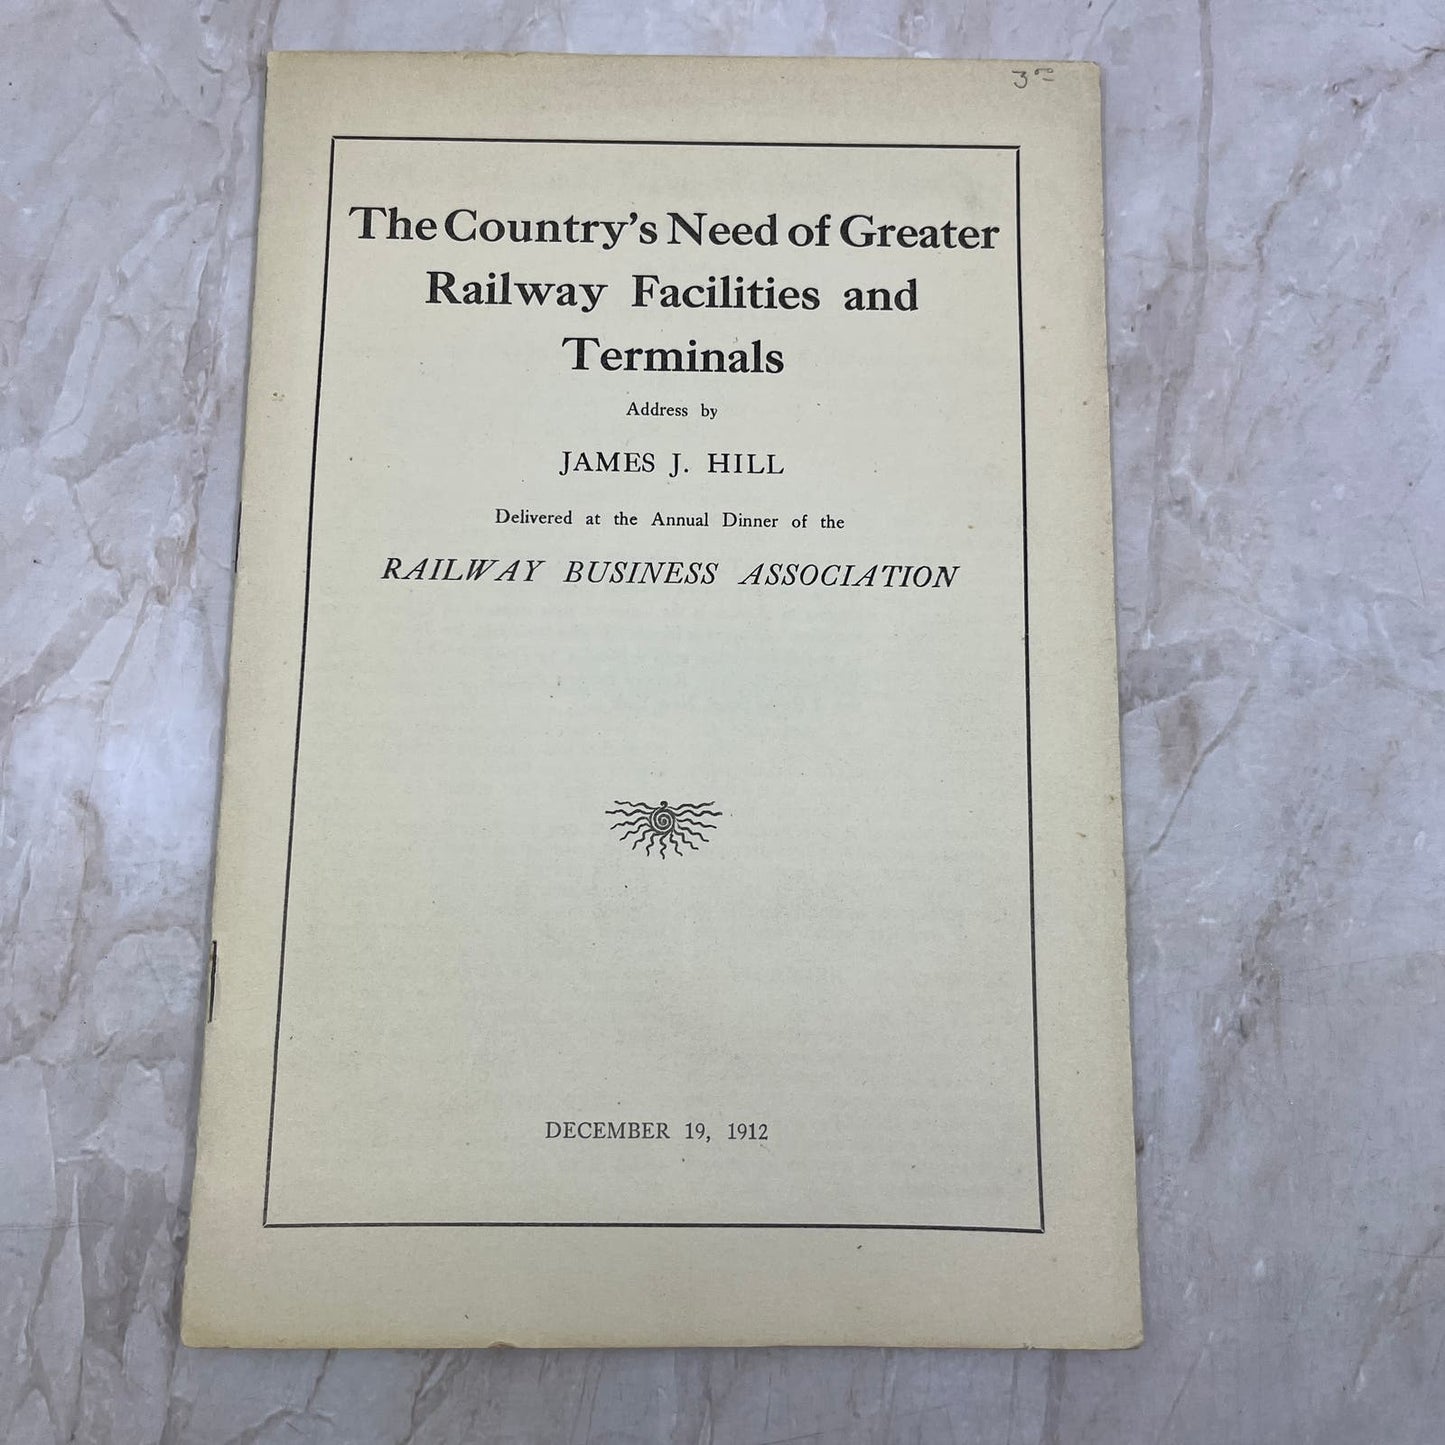 3⁰⁰
The Country's Need of Greater
Railway Facilities and
Terminals
Address by
JAMES J. HILL
Delivered at the Annual Dinner of the
RAILWAY BUSINESS ASSOCIATION
DECEMBER 19, 1912